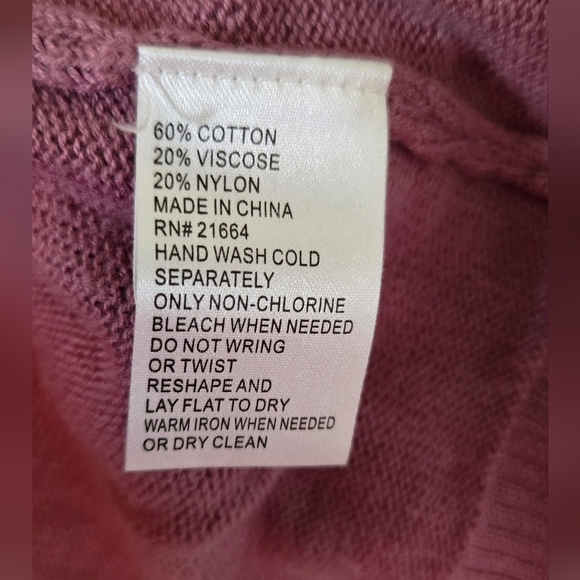 60% COTTON
20% VISCOSE
20% NYLON
MADE IN CHINA
RN# 21664
HAND WASH COLD
SEPARATELY
ONLY NON-CHLORINE
BLEACH WHEN NEEDED
DO NOT WRING
OR TWIST
RESHAPE AND
LAY FLAT TO DRY
WARM IRON WHEN NEEDED
OR DRY CLEAN